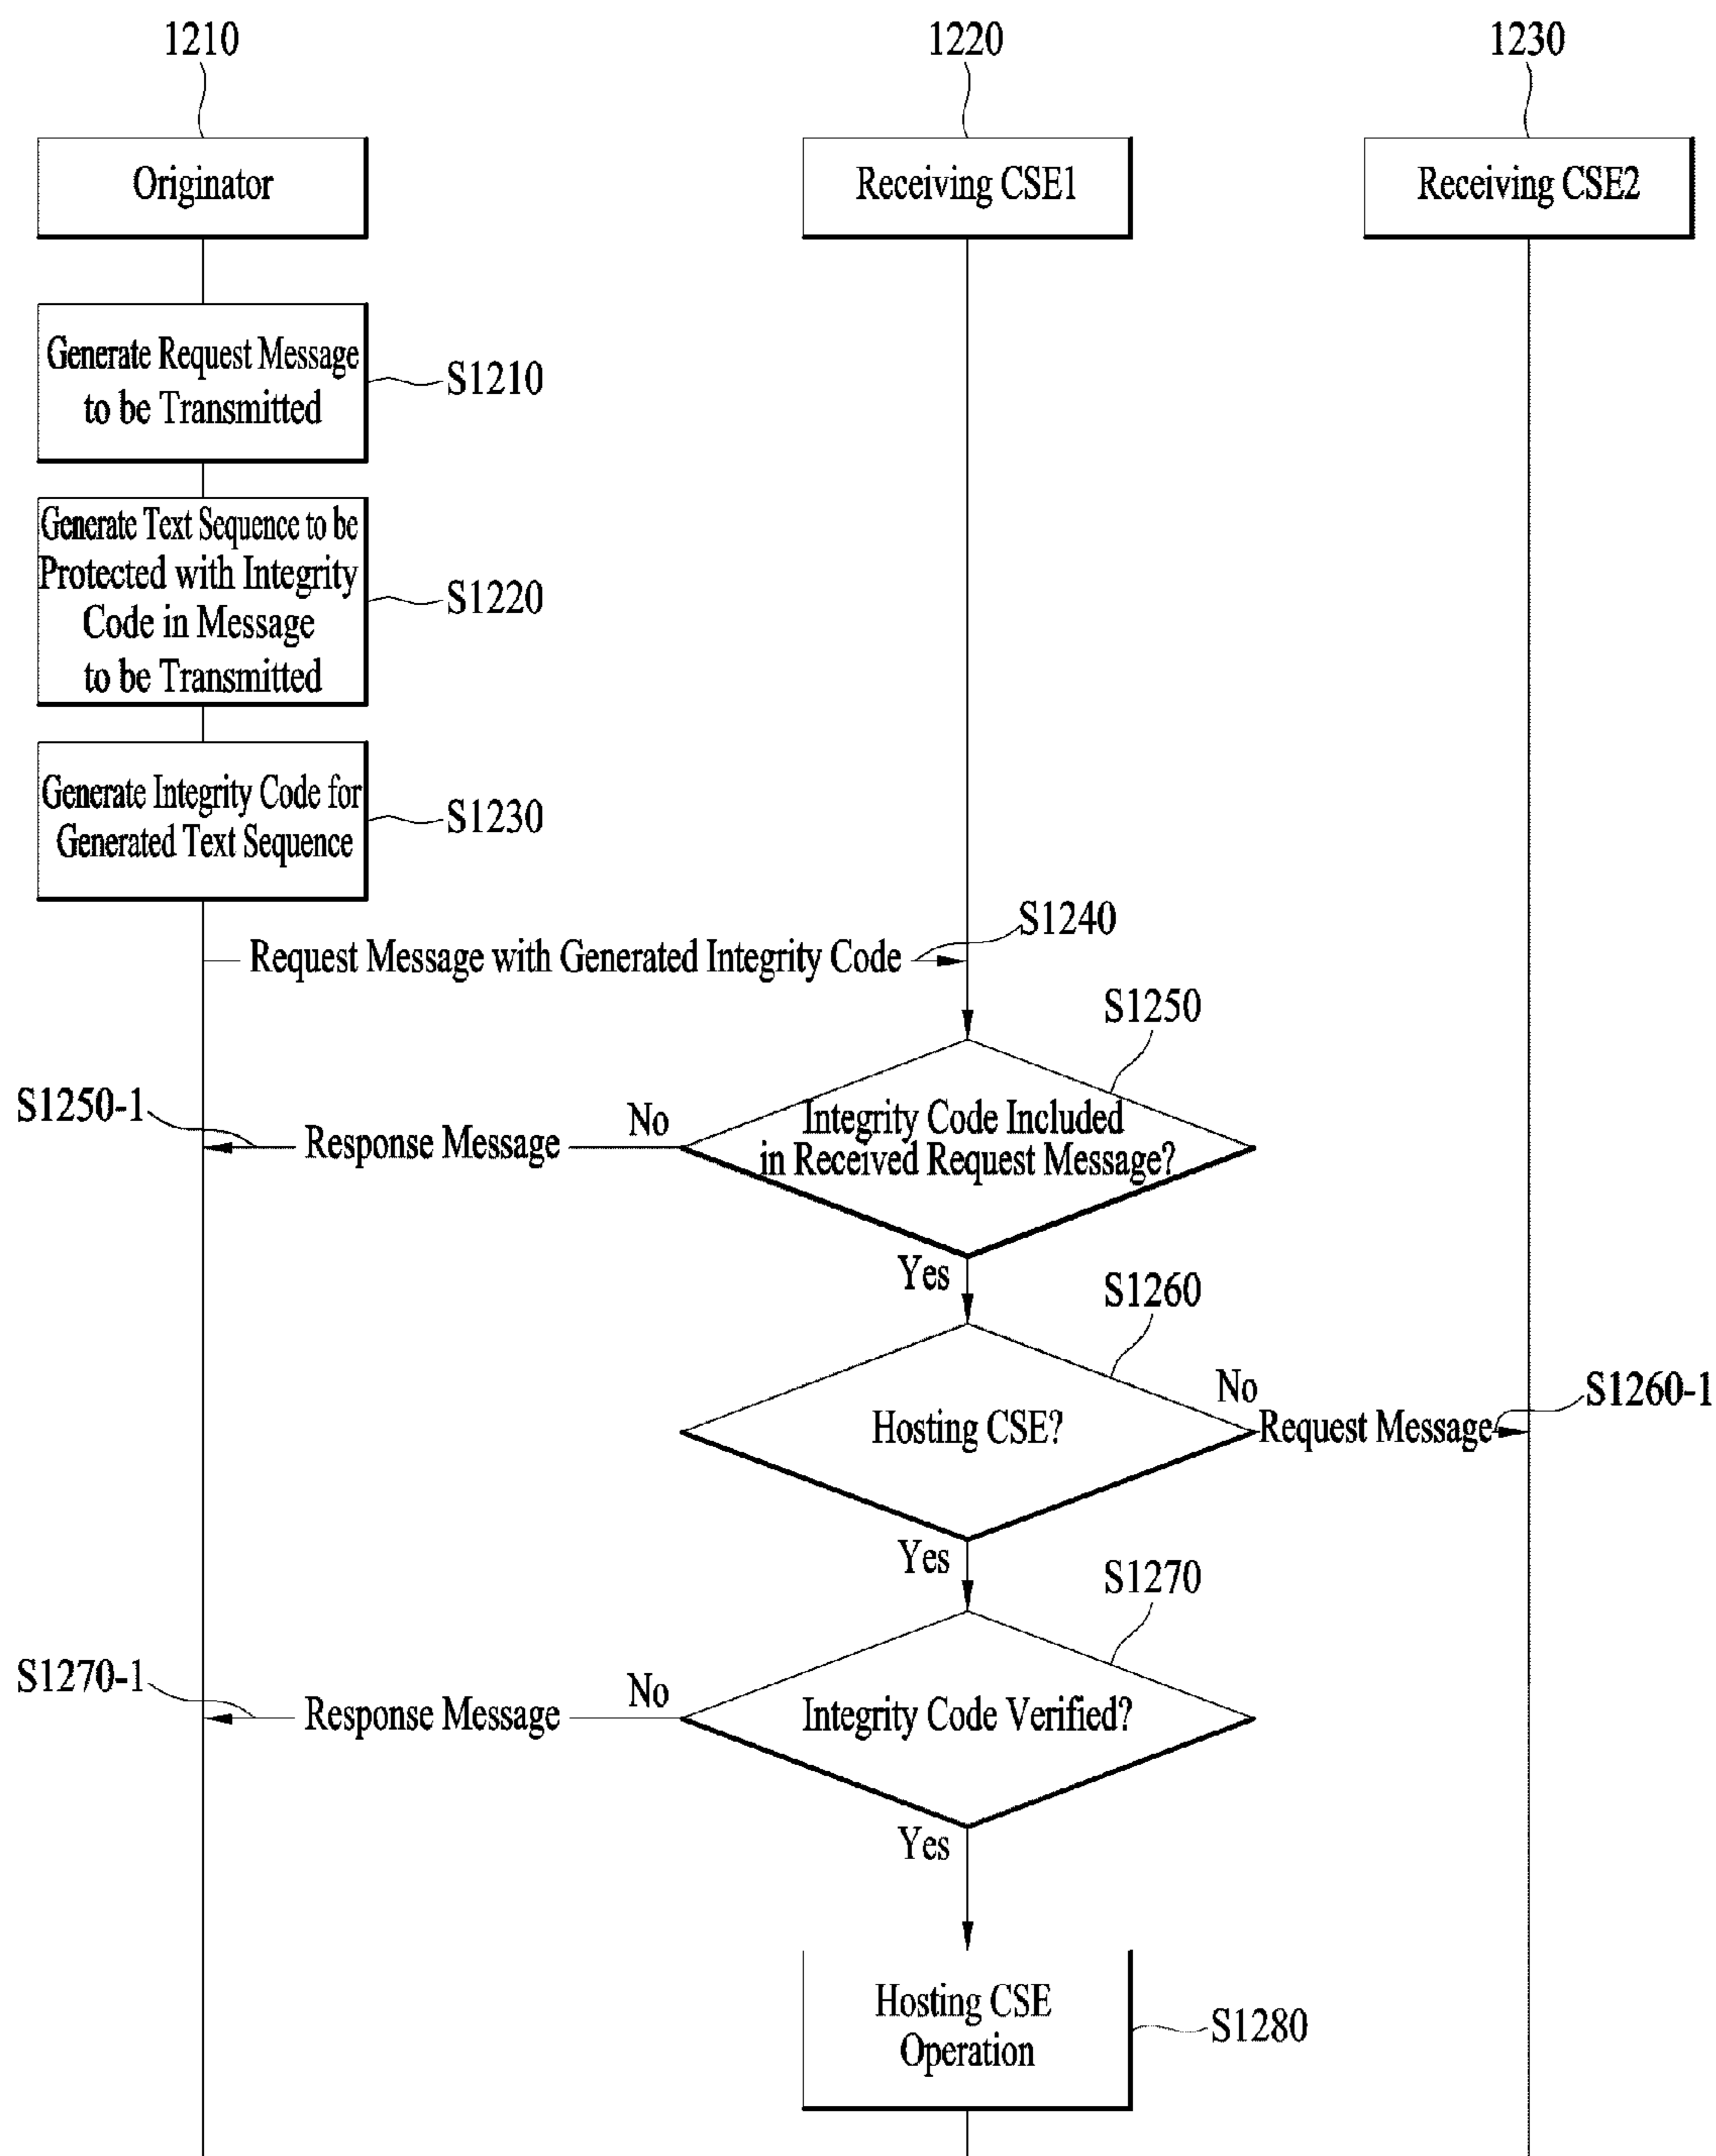 1210
1220
1230
Originator
Receiving CSE1
Receiving CSE2
Generate Request Message
to be Transmitted
S1210
Generate Text Sequence to be
Protected with Integrity
Code in Message
to be Transmitted
S1220
Generate Integrity Code for
Generated Text Sequence
S1230
S1240
Request Message with Generated Integrity Code
S1250
S1250-1
Response Message
No
Integrity Code Included
in Received Request Message?
Yes
S1260
Hosting CSE?
No
Request Message
S1260-1
Yes
S1270
S1270-1
Response Message
No
Integrity Code Verified?
Yes
Hosting CSE
Operation
S1280